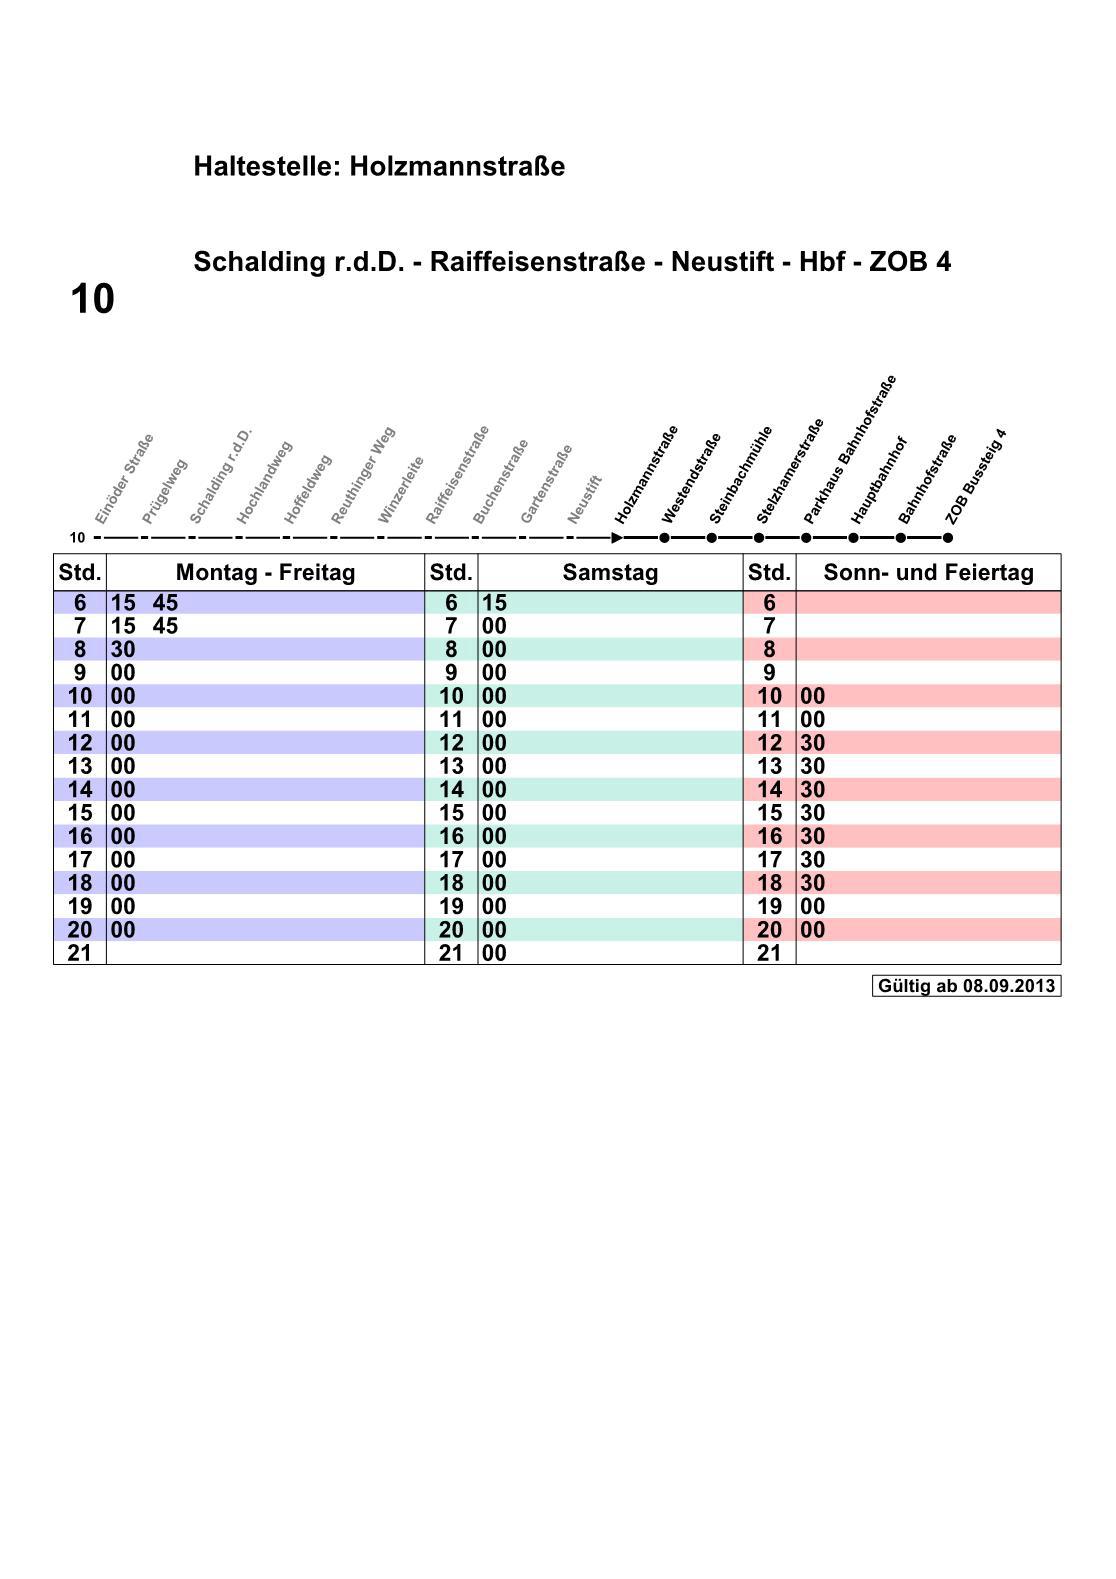 Haltestelle: Holzmannstraße
Schalding r.d.D. - Raiffeisenstraße - Neustift - Hbf - ZOB 4
10
Einöder Straße
Prügelweg
Schalding r.d.D.
Hochlandweg
Hoffeldweg
Reuthinger Weg
Winzerleite
Raiffeisenstraße
Buchenstraße
Gartenstraße
Neustift
Holzmannstraße
Westendstraße
Steinbachmühle
Stelzhamerstraße
Parkhaus Bahnhofstraße
Hauptbahnhof
Bahnhofstraße
ZOB Bussteig 4
10
Std. Montag - Freitag Std. Samstag Std. Sonn- und Feiertag
6 15 45 6 15 6
7 15 45 7 00 7
8 30 8 00 8
9 00 9 00 9
10 00 10 00 10 00
11 00 11 00 11 00
12 00 12 00 12 30
13 00 13 00 13 30
14 00 14 00 14 30
15 00 15 00 15 30
16 00 16 00 16 30
17 00 17 00 17 30
18 00 18 00 18 30
19 00 19 00 19 00
20 00 20 00 20 00
21 21 00 21
Gültig ab 08.09.2013